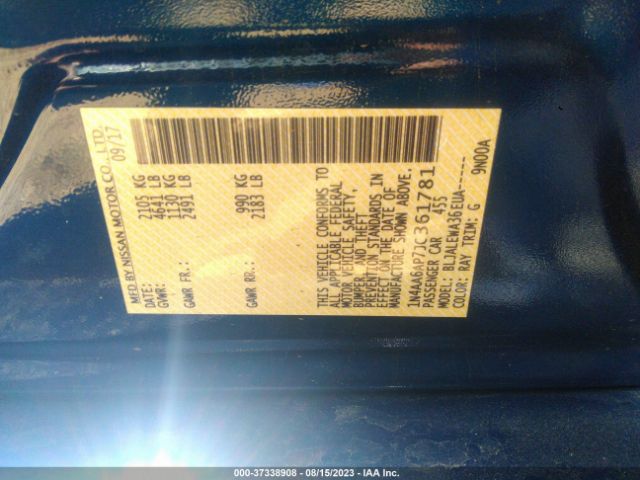 MFD BY NISSAN MOTOR CO., LTD.
DATE: 09/17
GVWR: 2105 KG
4641 LB
GAWR FR: 1130 KG
2491 LB
GAWR RR: 990 KG
2183 LB
THIS VEHICLE CONFORMS TO
ALL APPLICABLE FEDERAL
MOTOR VEHICLE SAFETY,
BUMPER, AND THEFT
PREVENTION STANDARDS IN
EFFECT ON THE DATE OF
MANUFACTURE SHOWN ABOVE.
1N4AA6AP7JC361781
PASSENGER CAR 455
MODEL: BLJALEWA36EUA-----
COLOR: RAY TRIM: G 9N00A
000-37338908 - 08/15/2023 - IAA Inc.